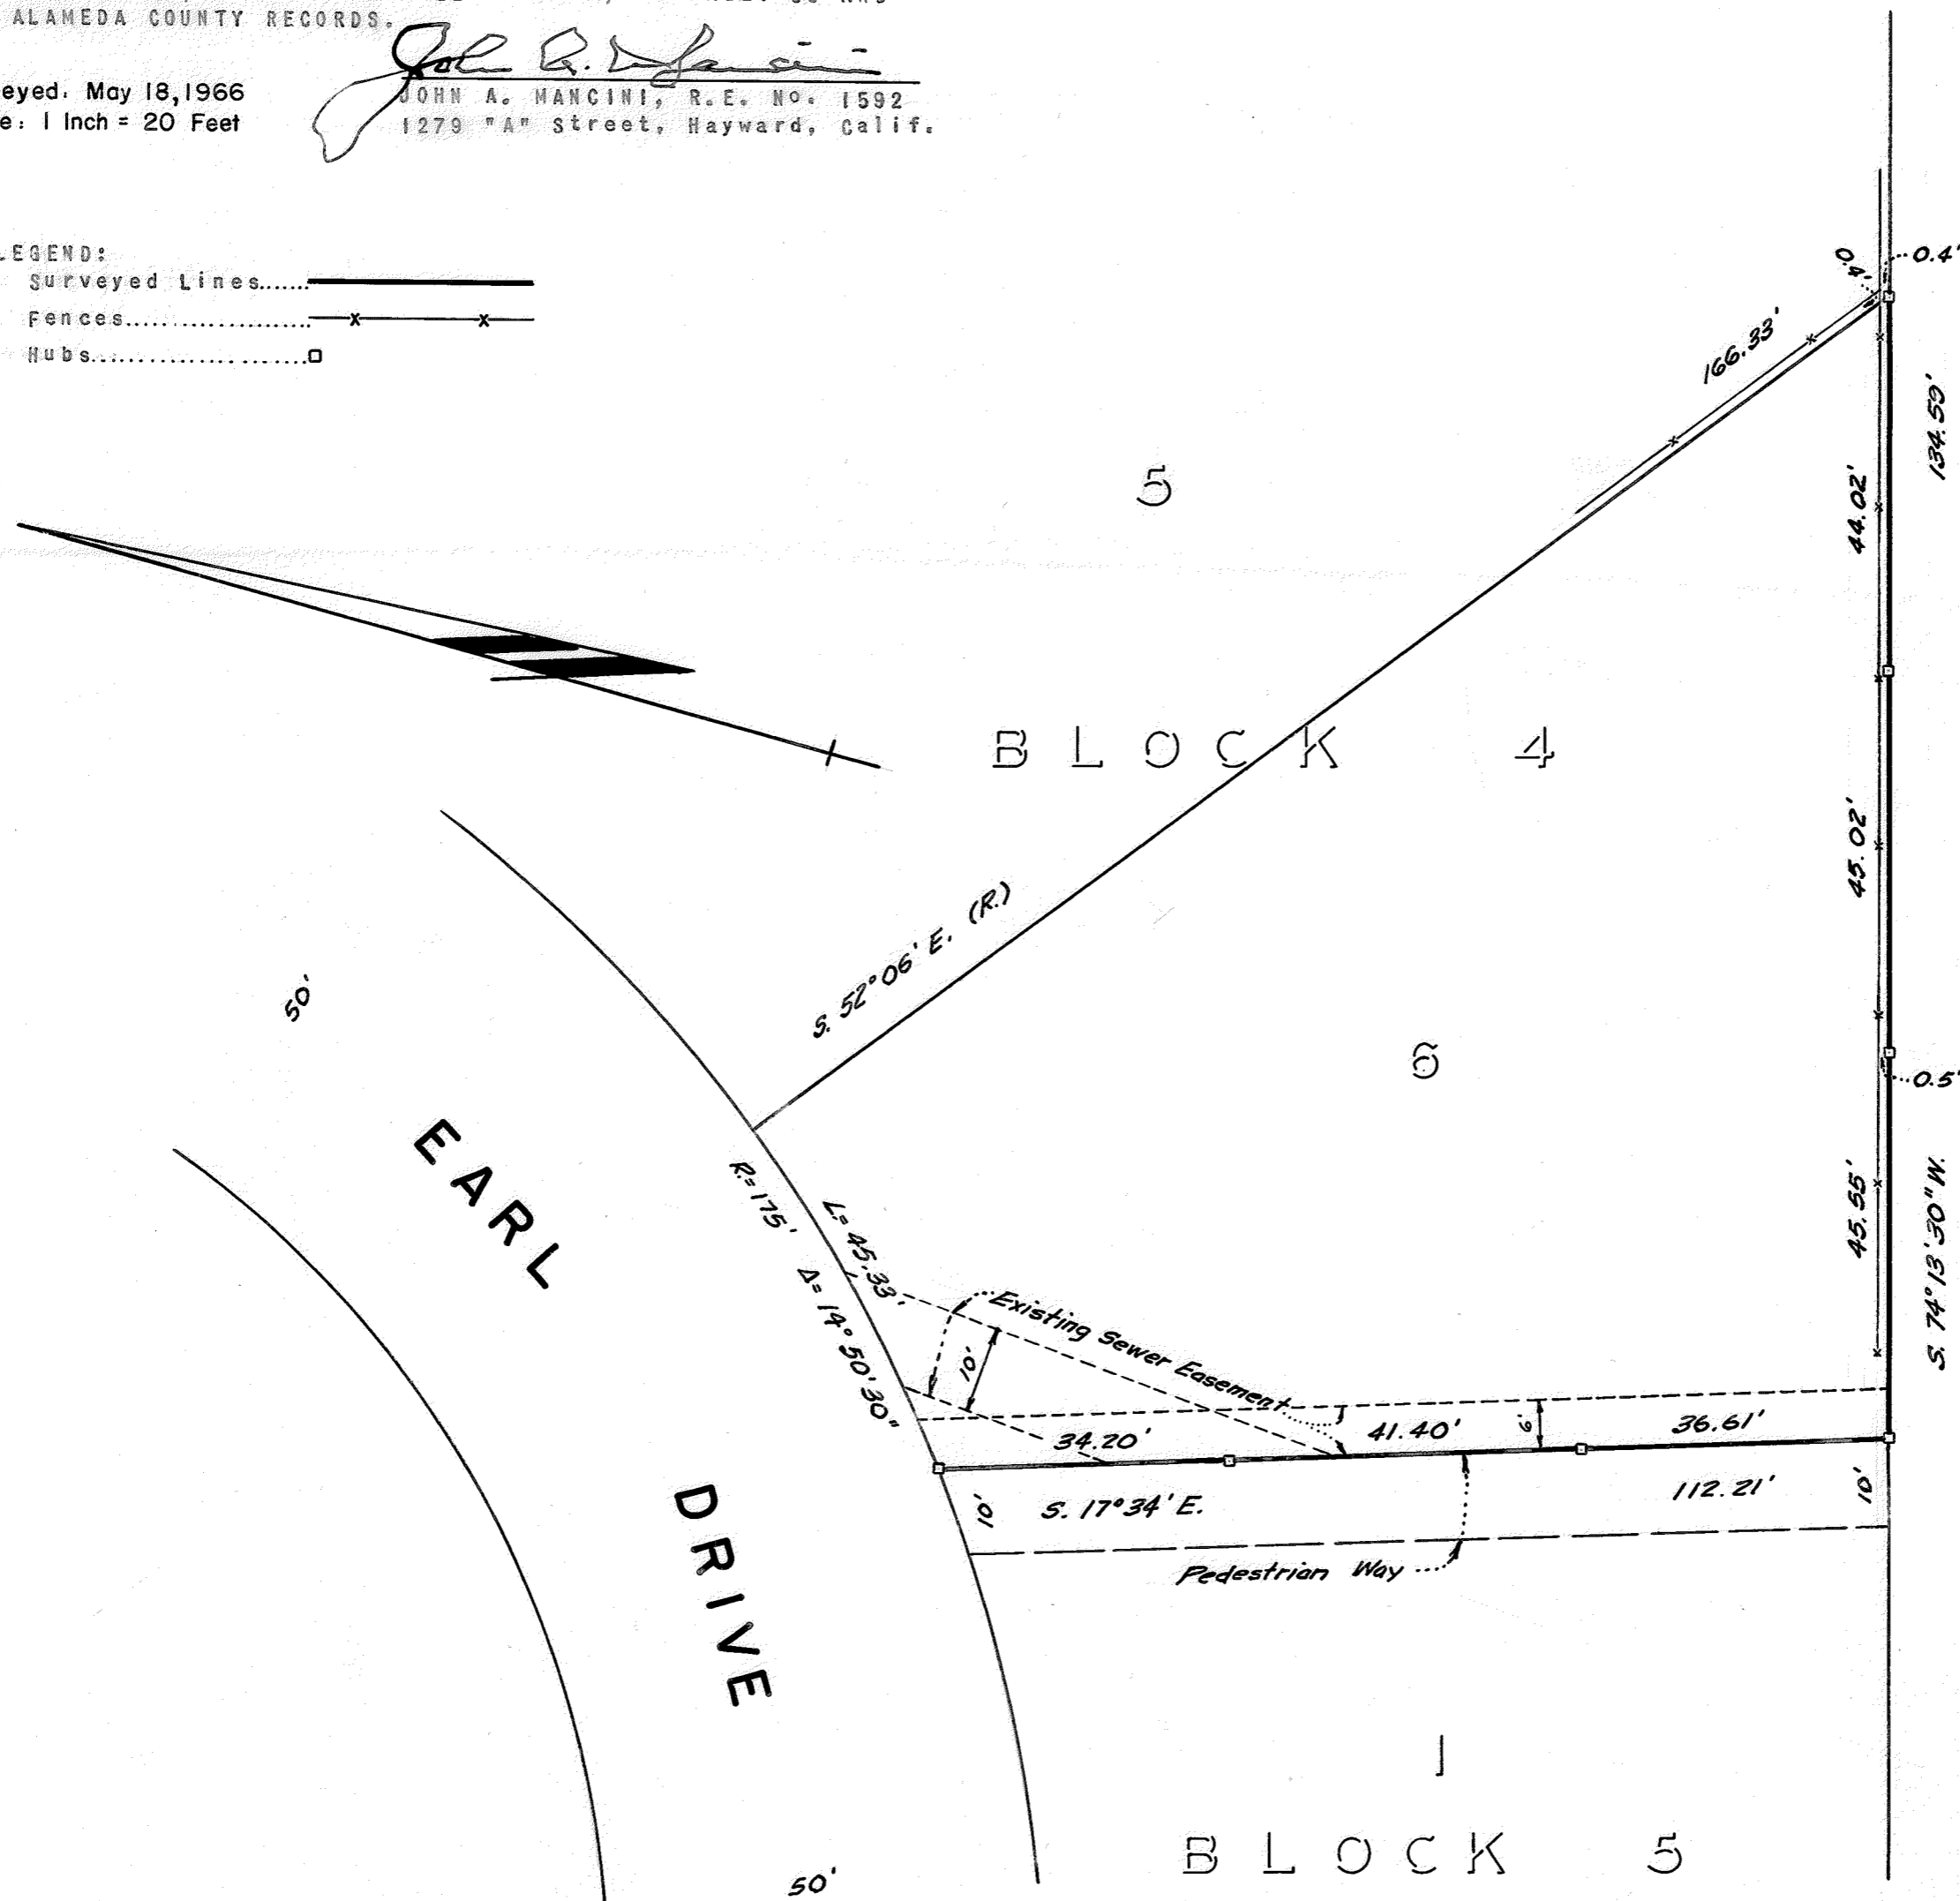 ALAMEDA COUNTY RECORDS.
eyed: May 18, 1966
e: 1 Inch = 20 Feet
JOHN A. MANCINI, R.E. No. 1592
1279 "A" Street, Hayward, Calif.
LEGEND:
Surveyed Lines.......
Fences......................
Hubs.........................
0.4'
0.4'
166.33'
134.59'
5
44.02'
BLOCK 4
45.02'
S. 52°06' E. (R.)
50'
6
0.5'
EARL
R.=175'
L=45.33'
Δ=14°50'30"
45.55'
S. 74°13'30" W.
Existing Sewer Easement
10'
34.20'
41.40'
6'
36.61'
10'
S. 17°34' E.
112.21'
10'
Pedestrian Way
DRIVE
1
BLOCK 5
50'